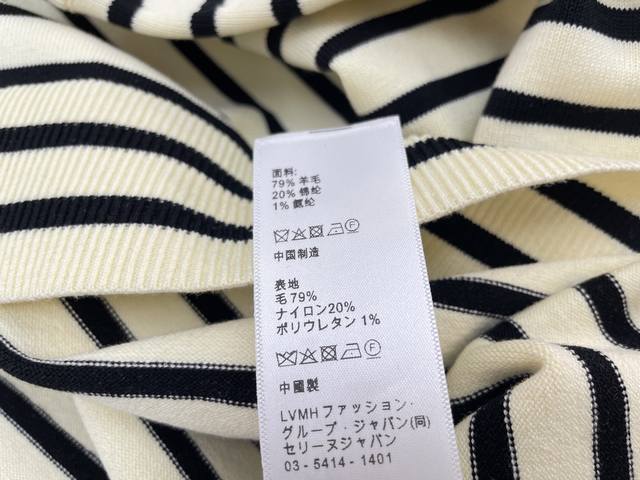 面料:
79% 羊毛
20% 锦纶
1% 氨纶
中国制造
表地
毛 79%
ナイロン20%
ポリウレタン 1%
中國製
LVMHファッション・
グループ・ジャパン(同)
セリーヌジャパン
03-5414-1401